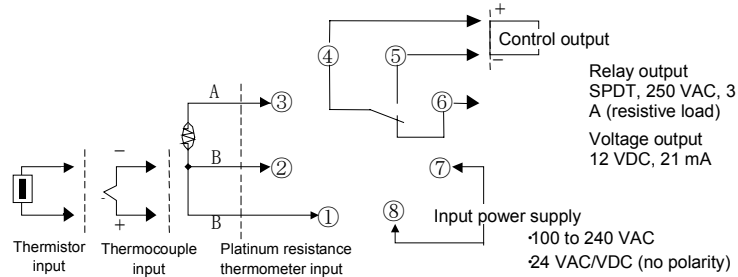 +
④
⑤
Control output
−
Relay output
SPDT, 250 VAC, 3
A (resistive load)
Voltage output
12 VDC, 21 mA
A
③
⑥
−
B
②
⑦
+
B
①
⑧
Input power supply
·100 to 240 VAC
·24 VAC/VDC (no polarity)
Thermistor
input
Thermocouple
input
Platinum resistance
thermometer input